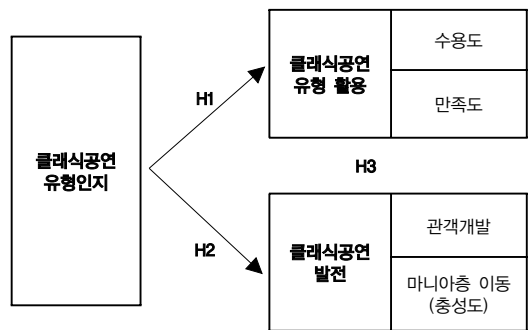 클래식공연
유형인지
H1
H2
H3
클래식공연
유형 활용
수용도
만족도
클래식공연
발전
관객개발
마니아층 이동
(충성도)